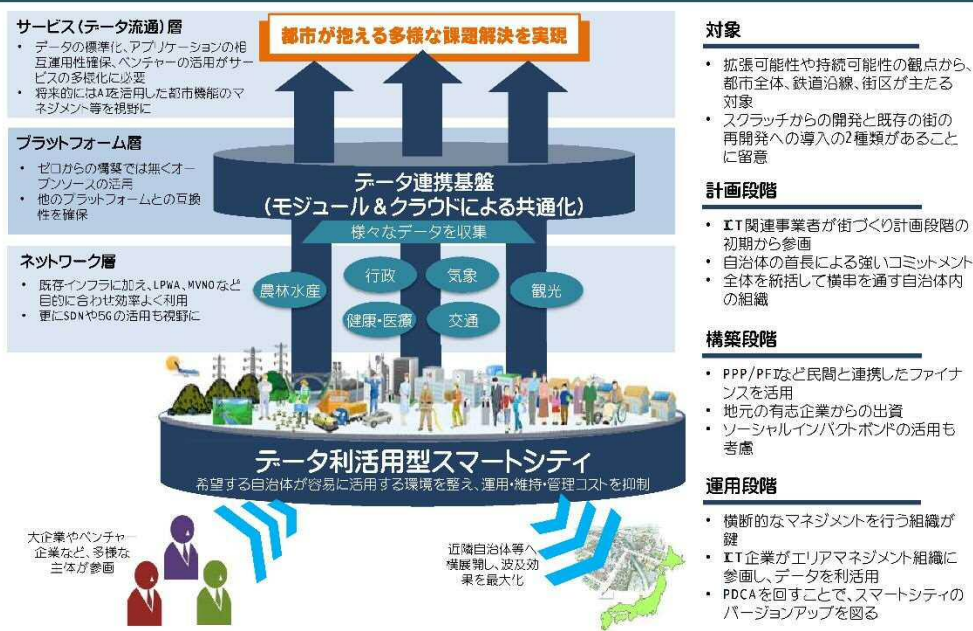 サービス(データ流通)層
• データの標準化、アプリケーションの相
互運用性確保、ベンチャーの活用がサー
ビスの多様化に必要
• 将来的にはAIを活用した都市機能のマ
ネジメント等を視野に
都市が抱える多様な課題解決を実現
プラットフォーム層
• ゼロからの構築では無くオー
プンソースの活用
• 他のプラットフォームとの互換
性を確保
データ連携基盤
(モジュール&クラウドによる共通化)
様々なデータを収集
ネットワーク層
• 既存インフラに加え、LPWA、MVNOなど
目的に合わせ効率よく利用
• 更にSDNや5Gの活用も視野に
農林水産
行政
気象
観光
健康・医療
交通
データ利活用型スマートシティ
希望する自治体が容易に活用する環境を整え、運用・維持・管理コストを抑制
大企業やベンチャー
企業など、多様な
主体が参画
近隣自治体等へ
横展開し、波及効
果を最大化
対象
• 拡張可能性や持続可能性の観点から、
都市全体、鉄道沿線、街区が主たる
対象
• スクラッチからの開発と既存の街の
再開発への導入の2種類があること
に留意
計画段階
• ICT関連事業者が街づくり計画段階の
初期から参画
• 自治体の首長による強いコミットメント
• 全体を統括して横串を通す自治体内
の組織
構築段階
• PPP/PFIなど民間と連携したファイナ
ンスを活用
• 地元の有志企業からの出資
• ソーシャルインパクトボンドの活用も
考慮
運用段階
• 横断的なマネジメントを行う組織が
鍵
• ICT企業がエリアマネジメント組織に
参画し、データを利活用
• PDCAを回すことで、スマートシティの
バージョンアップを図る